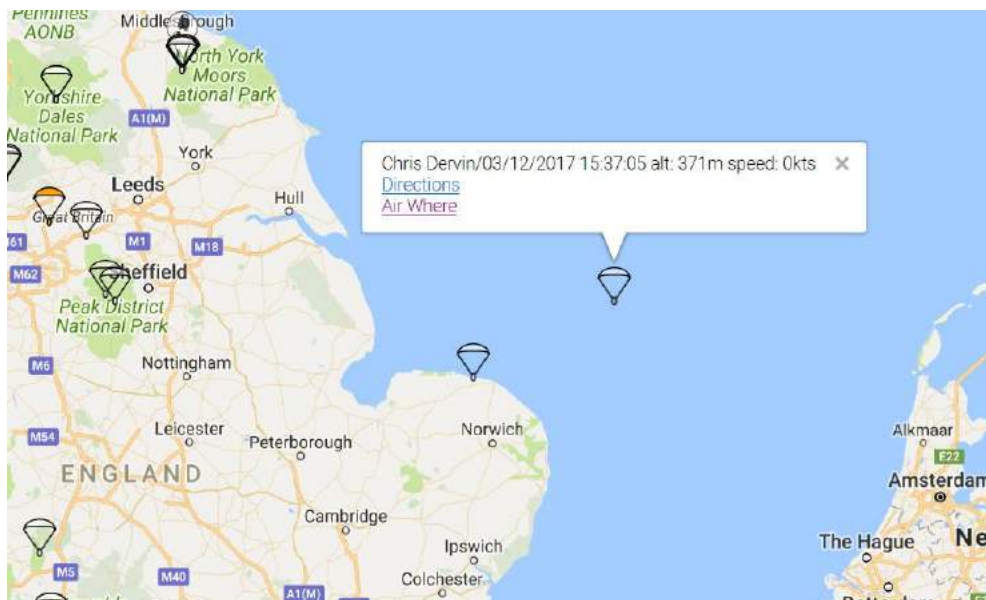 Pennines
AONB
Middlesbrough
North York
Moors
National Park
Yorkshire
Dales
National Park
A1(M)
York
Leeds
Hull
Great Britain
M61
M1
M18
M62
Sheffield
Peak District
National Park
Chris Dervin/03/12/2017 15:37:05 alt: 371m speed: 0kts ×
Directions
Air Where
M6
Nottingham
M54
Leicester
Peterborough
Norwich
ENGLAND
Cambridge
Ipswich
Colchester
M5
M40
A1(M)
Alkmaar
E22
Amsterdam
The Hague
Ne